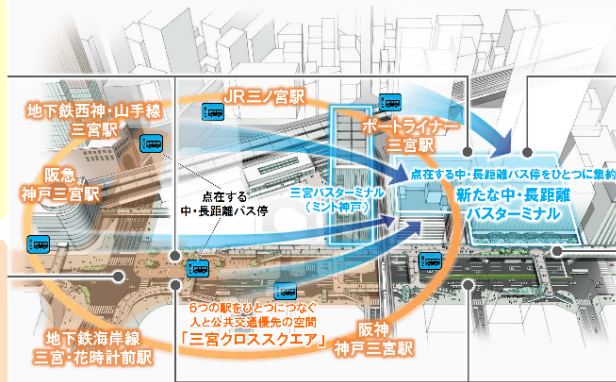 JR三ノ宮駅
地下鉄西神・山手線
三宮駅
ポートライナー
三宮駅
阪急
神戸三宮駅
点在する
中・長距離バス停
三宮バスターミナル
(ミント神戸)
点在する中・長距離バス停をひとつに集約
新たな中・長距離
バスターミナル
6つの駅をひとつにつなぐ
人と公共交通優先の空間
「三宮クロススクエア」
地下鉄海岸線
三宮・花時計前駅
阪神
神戸三宮駅